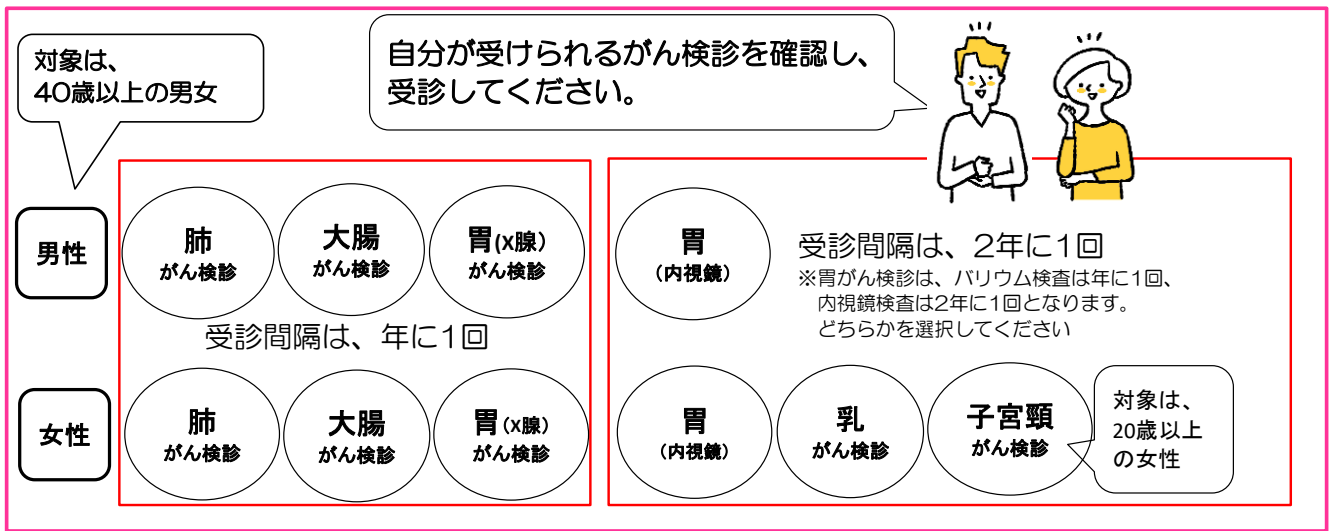 対象は、
40歳以上の男女
自分が受けられるがん検診を確認し、
受診してください。
男性
肺
がん検診
大腸
がん検診
胃(X腺)
がん検診
受診間隔は、年に1回
胃
(内視鏡)
受診間隔は、2年に1回
※胃がん検診は、バリウム検査は年に1回、
内視鏡検査は2年に1回となります。
どちらかを選択してください
女性
肺
がん検診
大腸
がん検診
胃(X腺)
がん検診
胃
(内視鏡)
乳
がん検診
子宮頸
がん検診
対象は、
20歳以上
の女性